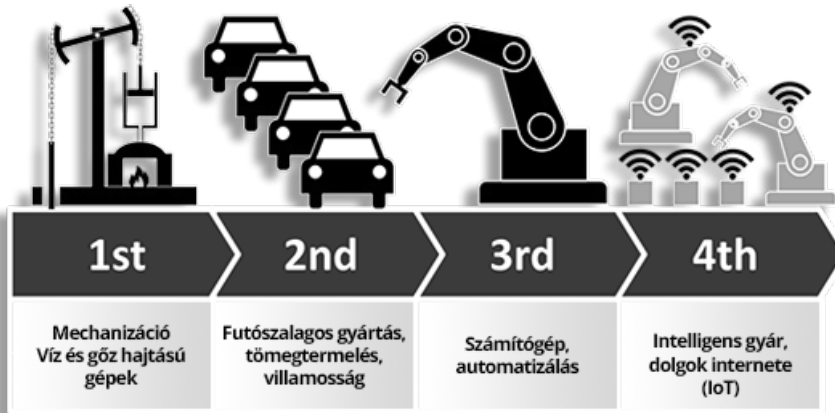 1st
2nd
3rd
4th
Mechanizáció
Víz és gőz hajtású
gépek
Futószalagos gyártás,
tömegtermelés,
villamosság
Számítógép,
automatizálás
Intelligens gyár,
dolgok internete
(IoT)